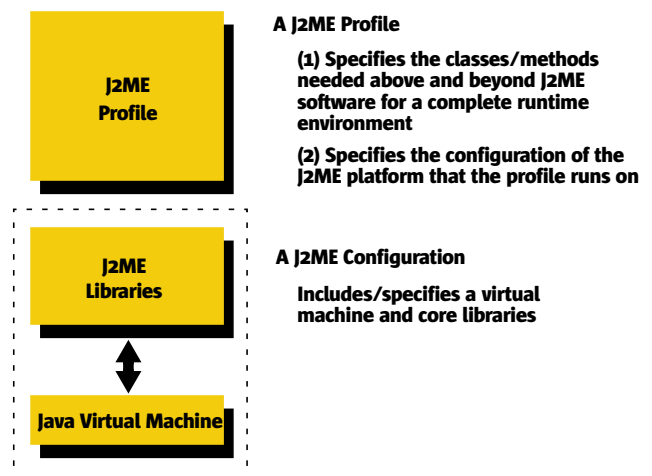 J2ME
Profile
A J2ME Profile
(1) Specifies the classes/methods
needed above and beyond J2ME
software for a complete runtime
environment
(2) Specifies the configuration of the
J2ME platform that the profile runs on
J2ME
Libraries
A J2ME Configuration
Includes/specifies a virtual
machine and core libraries
Java Virtual Machine